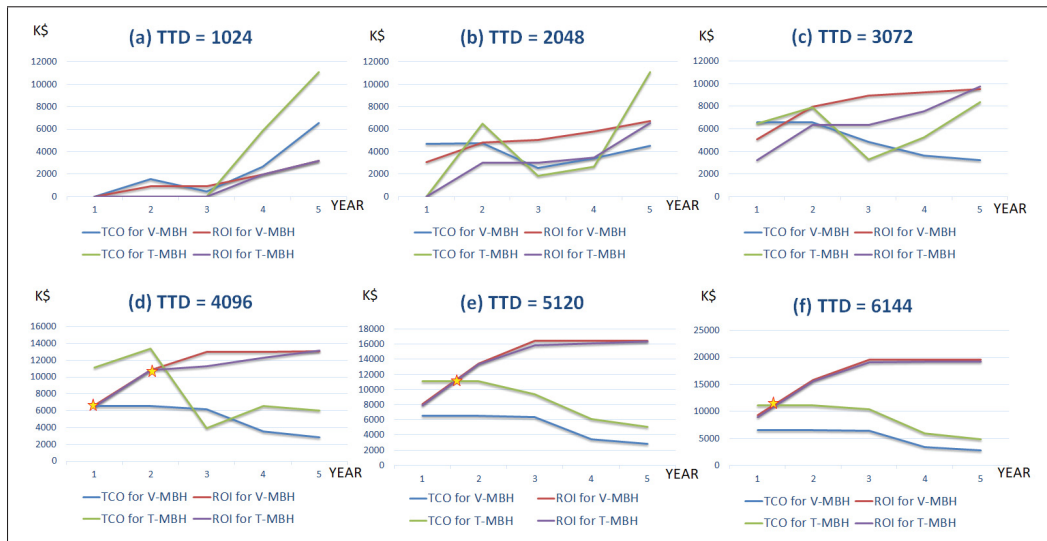 K$
(a) TTD = 1024
12000
10000
8000
6000
4000
2000
0
1 2 3 4 5 YEAR
TCO for V-MBH ROI for V-MBH
TCO for T-MBH ROI for T-MBH
K$
(b) TTD = 2048
12000
10000
8000
6000
4000
2000
0
1 2 3 4 5 YEAR
TCO for V-MBH ROI for V-MBH
TCO for T-MBH ROI for T-MBH
K$
(c) TTD = 3072
12000
10000
8000
6000
4000
2000
0
1 2 3 4 5 YEAR
TCO for V-MBH ROI for V-MBH
TCO for T-MBH ROI for T-MBH
K$
(d) TTD = 4096
16000
14000
12000
10000
8000
6000
4000
2000
0
1 2 3 4 5 YEAR
TCO for V-MBH ROI for V-MBH
TCO for T-MBH ROI for T-MBH
K$
(e) TTD = 5120
18000
16000
14000
12000
10000
8000
6000
4000
2000
0
1 2 3 4 5 YEAR
TCO for V-MBH ROI for V-MBH
TCO for T-MBH ROI for T-MBH
K$
(f) TTD = 6144
25000
20000
15000
10000
5000
0
1 2 3 4 5 YEAR
TCO for V-MBH ROI for V-MBH
TCO for T-MBH ROI for T-MBH